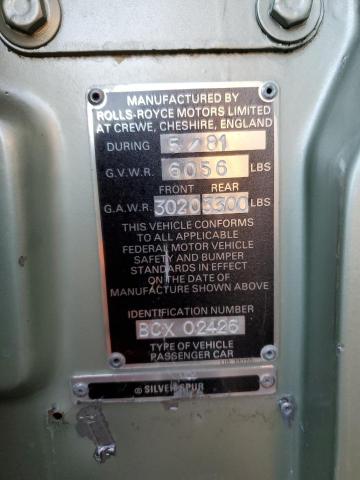 MANUFACTURED BY
ROLLS-ROYCE MOTORS LIMITED
AT CREWE, CHESHIRE, ENGLAND
DURING 5/81
G.V.W.R. 6056 LBS
FRONT REAR
G.A.W.R. 3020 3300 LBS
THIS VEHICLE CONFORMS
TO ALL APPLICABLE
FEDERAL MOTOR VEHICLE
SAFETY AND BUMPER
STANDARDS IN EFFECT
ON THE DATE OF
MANUFACTURE SHOWN ABOVE
IDENTIFICATION NUMBER
BCX 02426
TYPE OF VEHICLE
PASSENGER CAR
® SILVER SPUR